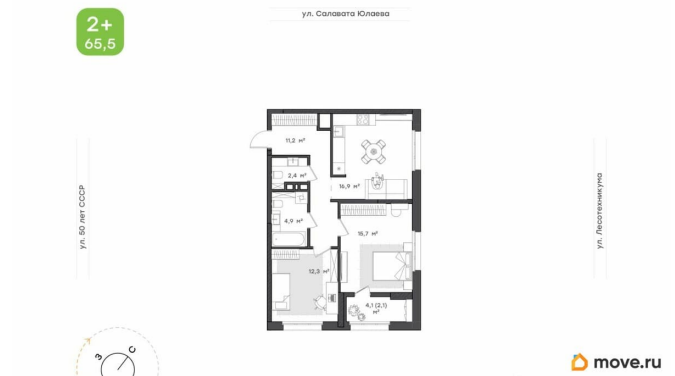 ул. Салавата Юлаева
2+
65,5
11,2 м²
2,4 м²
16,9 м²
ул. 50 лет СССР
4,9 м²
15,7 м²
ул. Лесотехникума
12,3 м²
4,1 (2,1)
м²
З
С
move.ru